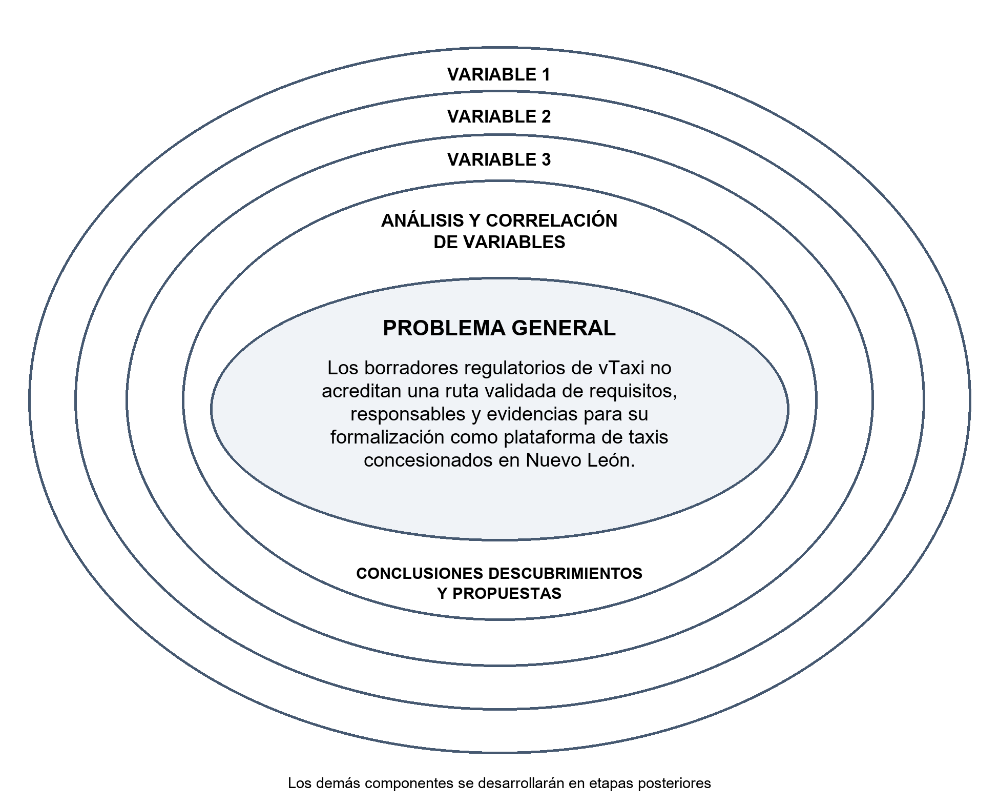 VARIABLE 1
VARIABLE 2
VARIABLE 3
ANÁLISIS Y CORRELACIÓN
DE VARIABLES
PROBLEMA GENERAL
Los borradores regulatorios de vTaxi no
acreditan una ruta validada de requisitos,
responsables y evidencias para su
formalización como plataforma de taxis
concesionados en Nuevo León.
CONCLUSIONES DESCUBRIMIENTOS
Y PROPUESTAS
Los demás componentes se desarrollarán en etapas posteriores